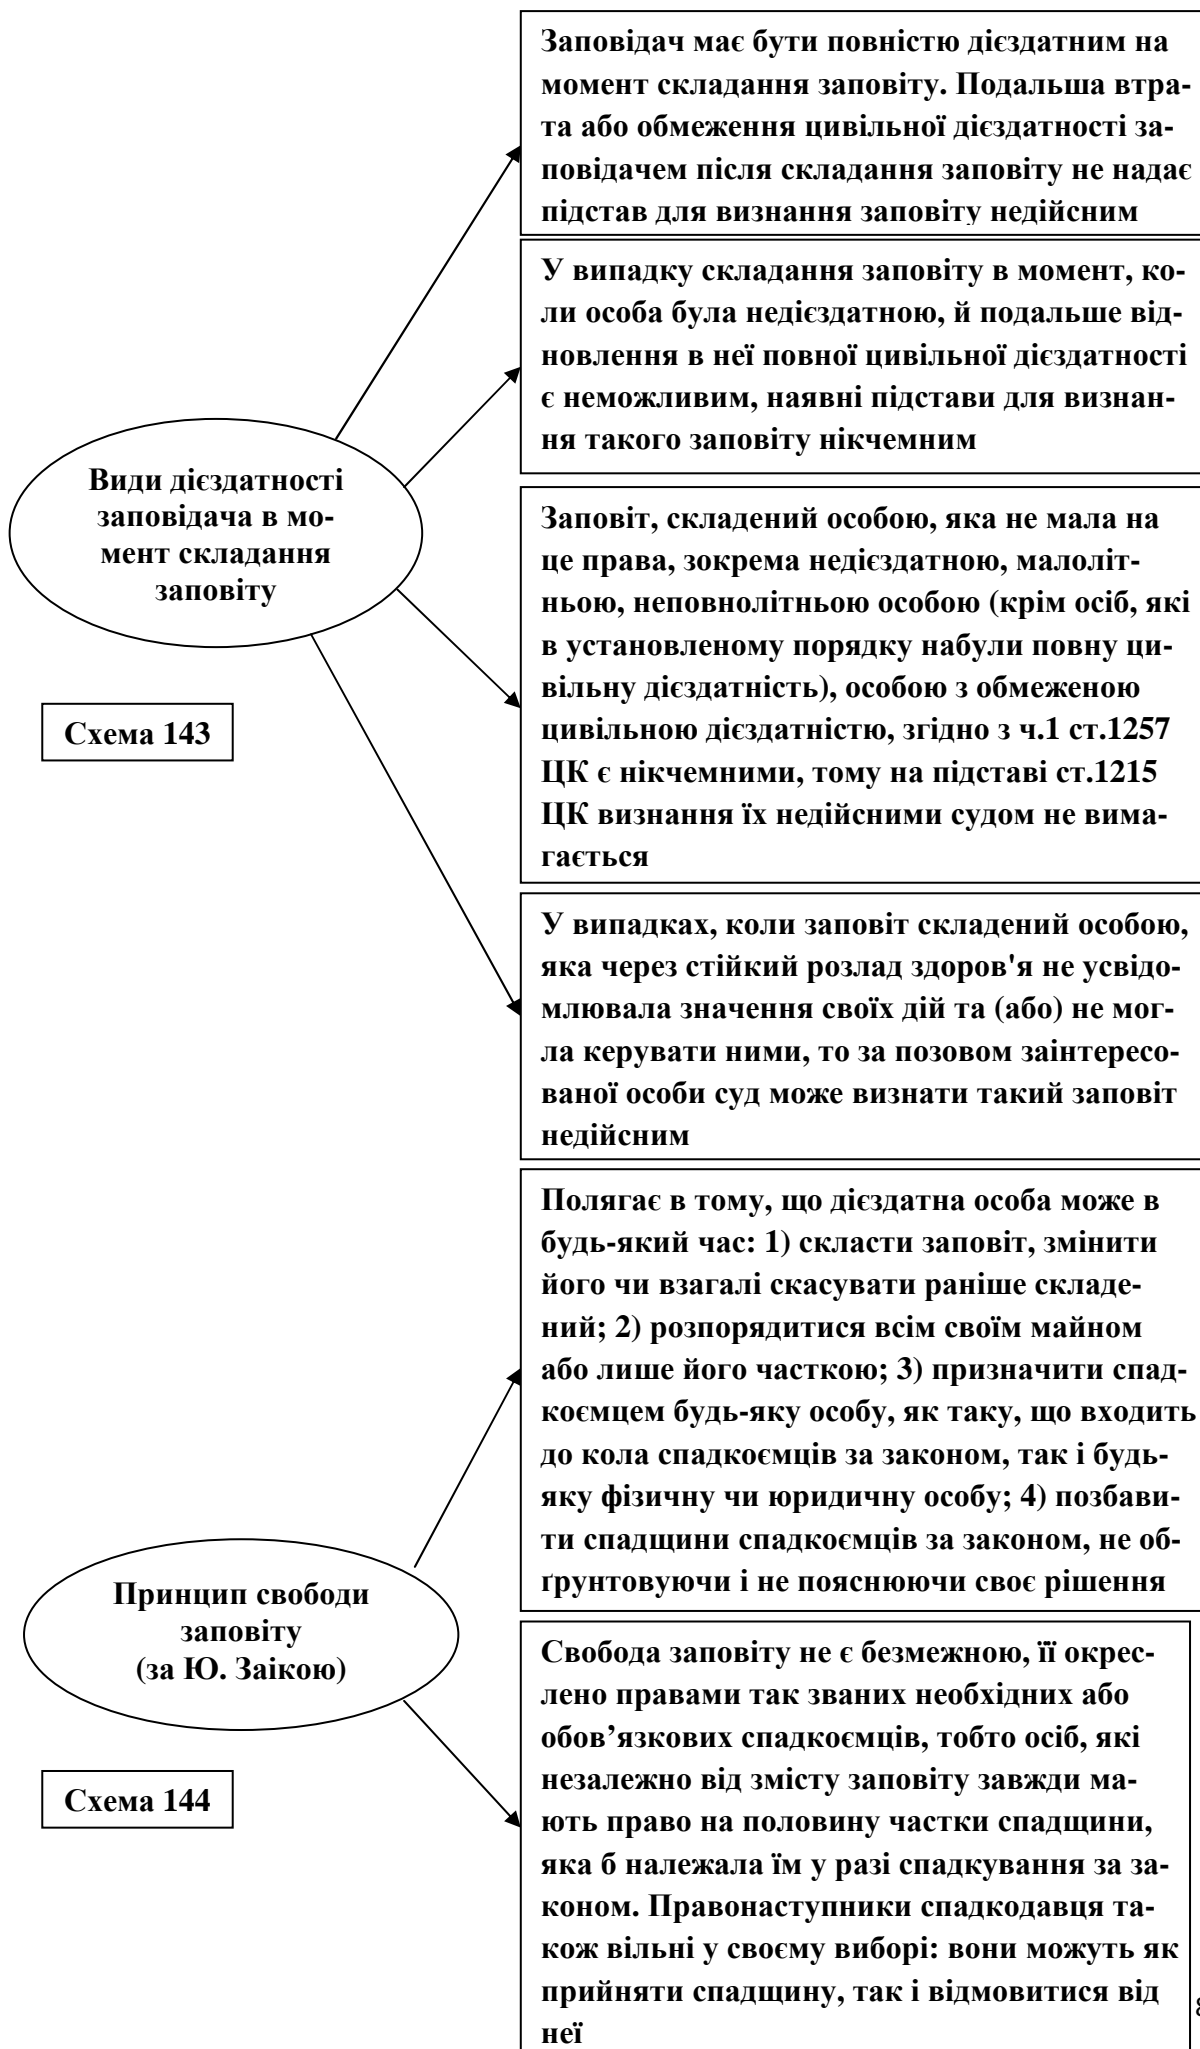 Заповідач має бути повністю дієздатним на
момент складання заповіту. Подальша втра-
та або обмеження цивільної дієздатності за-
повідачем після складання заповіту не надає
підстав для визнання заповіту недійсним
У випадку складання заповіту в момент, ко-
ли особа була недієздатною, й подальше від-
новлення в неї повної цивільної дієздатності
є неможливим, наявні підстави для визнан-
ня такого заповіту нікчемним
Види дієздатності
заповідача в мо-
мент складання
заповіту
Заповіт, складений особою, яка не мала на
це права, зокрема недієздатною, малоліт-
ньою, неповнолітньою особою (крім осіб, які
в установленому порядку набули повну ци-
вільну дієздатність), особою з обмеженою
цивільною дієздатністю, згідно з ч.1 ст.1257
ЦК є нікчемними, тому на підставі ст.1215
ЦК визнання їх недійсними судом не вима-
гається
Схема 143
У випадках, коли заповіт складений особою,
яка через стійкий розлад здоров'я не усвідо-
млювала значення своїх дій та (або) не мог-
ла керувати ними, то за позовом заінтересо-
ваної особи суд може визнати такий заповіт
недійсним
Полягає в тому, що дієздатна особа може в
будь-який час: 1) скласти заповіт, змінити
його чи взагалі скасувати раніше складе-
ний; 2) розпорядитися всім своїм майном
або лише його часткою; 3) призначити спад-
коємцем будь-яку особу, як таку, що входить
до кола спадкоємців за законом, так і будь-
яку фізичну чи юридичну особу; 4) позбави-
ти спадщини спадкоємців за законом, не об-
ґрунтовуючи і не пояснюючи своє рішення
Принцип свободи
заповіту
(за Ю. Заікою)
Свобода заповіту не є безмежною, її окрес-
лено правами так званих необхідних або
обов’язкових спадкоємців, тобто осіб, які
незалежно від змісту заповіту завжди ма-
ють право на половину частки спадщини,
яка б належала їм у разі спадкування за за-
коном. Правонаступники спадкодавця та-
кож вільні у своєму виборі: вони можуть як
прийняти спадщину, так і відмовитися від
неї
Схема 144